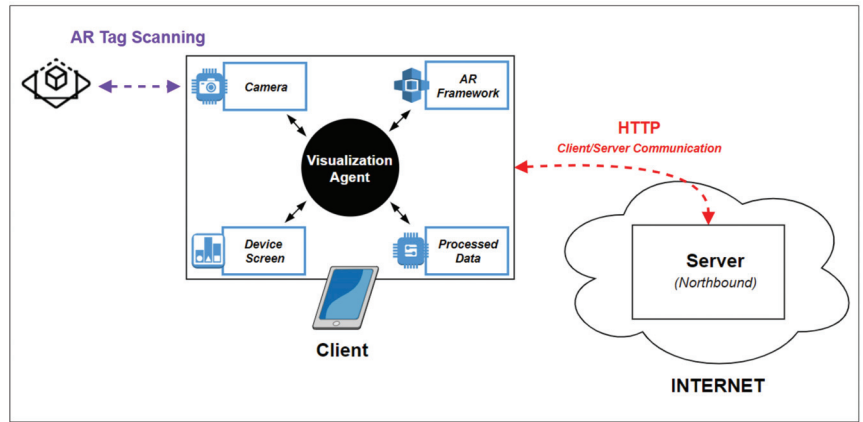 AR Tag Scanning
Camera
AR
Framework
Visualization
Agent
Device
Screen
Processed
Data
Client
HTTP
Client/Server Communication
Server
(Northbound)
INTERNET